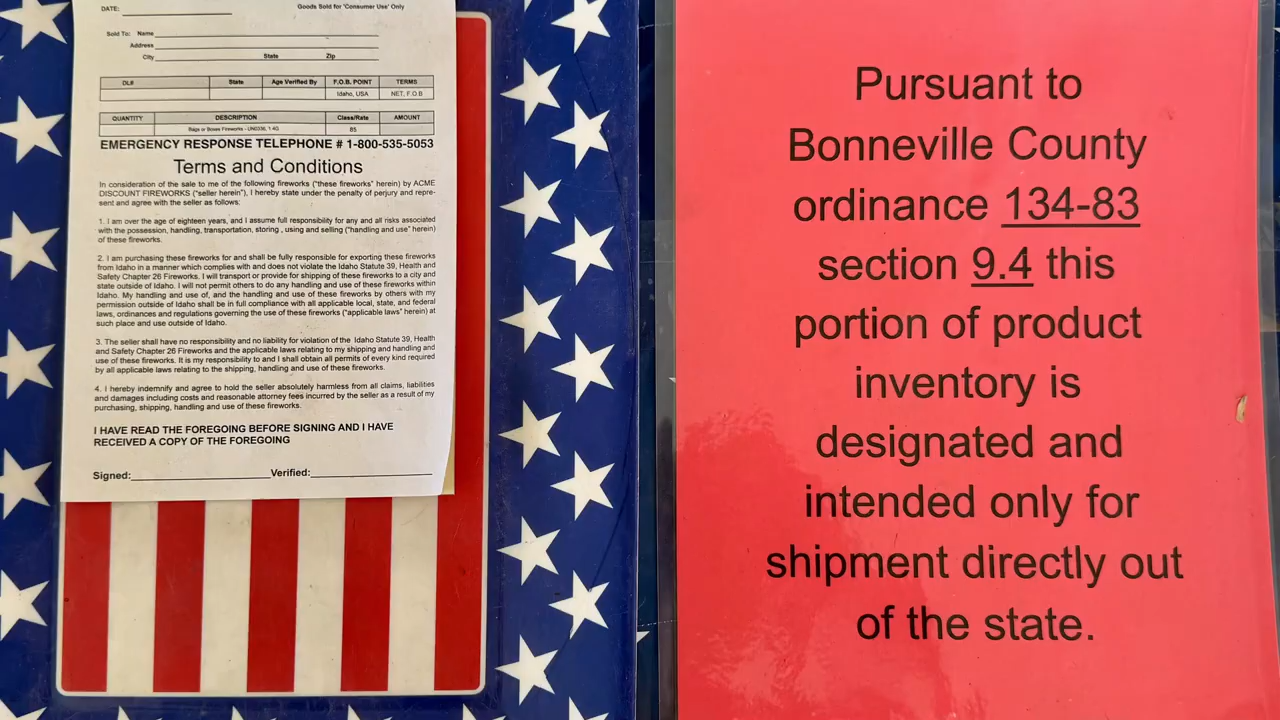 DATE:
Goods Sold for 'Consumer Use' Only
Sold To: Name
Address
City State Zip
DL# State Age Verified By F.O.B. POINT TERMS
Idaho, USA NET, F.O.B
QUANTITY DESCRIPTION Class/Rate AMOUNT
Bags or Boxes Fireworks - UN0336, 1.4G 85
EMERGENCY RESPONSE TELEPHONE # 1-800-535-5053
Terms and Conditions
In consideration of the sale to me of the following fireworks ("these fireworks" herein) by ACME
DISCOUNT FIREWORKS ("seller herein"), I hereby state under the penalty of perjury and repre-
sent and agree with the seller as follows:
1. I am over the age of eighteen years, and I assume full responsibility for any and all risks associated
with the possession, handling, transportation, storing , using and selling ("handling and use" herein)
of these fireworks.
2. I am purchasing these fireworks for and shall be fully responsible for exporting these fireworks
from Idaho in a manner which complies with and does not violate the Idaho Statute 39, Health and
Safety Chapter 26 Fireworks. I will transport or provide for shipping of these fireworks to a city and
state outside of Idaho. I will not permit others to do any handling and use of these fireworks within
Idaho. My handling and use of, and the handling and use of these fireworks by others with my
permission outside of Idaho shall be in full compliance with all applicable local, state, and federal
laws, ordinances and regulations governing the use of these fireworks ("applicable laws" herein) at
such place and use outside of Idaho.
3. The seller shall have no responsibility and no liability for violation of the Idaho Statute 39, Health
and Safety Chapter 26 Fireworks and the applicable laws relating to my shipping and handling and
use of these fireworks. It is my responsibility to and I shall obtain all permits of every kind required
by all applicable laws relating to the shipping, handling and use of these fireworks.
4. I hereby indemnify and agree to hold the seller absolutely harmless from all claims, liabilities
and damages including costs and reasonable attorney fees incurred by the seller as a result of my
purchasing, shipping, handling and use of these fireworks.
I HAVE READ THE FOREGOING BEFORE SIGNING AND I HAVE
RECEIVED A COPY OF THE FOREGOING
Signed: Verified:
Pursuant to
Bonneville County
ordinance 134-83
section 9.4 this
portion of product
inventory is
designated and
intended only for
shipment directly out
of the state.